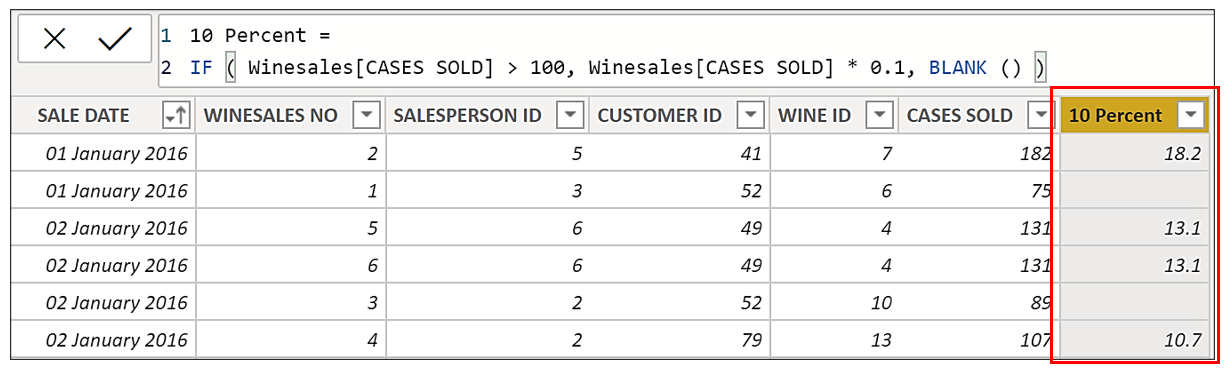 1 10 Percent =
2 IF ( Winesales[CASES SOLD] > 100, Winesales[CASES SOLD] * 0.1, BLANK () )
SALE DATE WINESALES NO SALESPERSON ID CUSTOMER ID WINE ID CASES SOLD 10 Percent
01 January 2016 2 5 41 7 182 18.2
01 January 2016 1 3 52 6 75
02 January 2016 5 6 49 4 131 13.1
02 January 2016 6 6 49 4 131 13.1
02 January 2016 3 2 52 10 89
02 January 2016 4 2 79 13 107 10.7